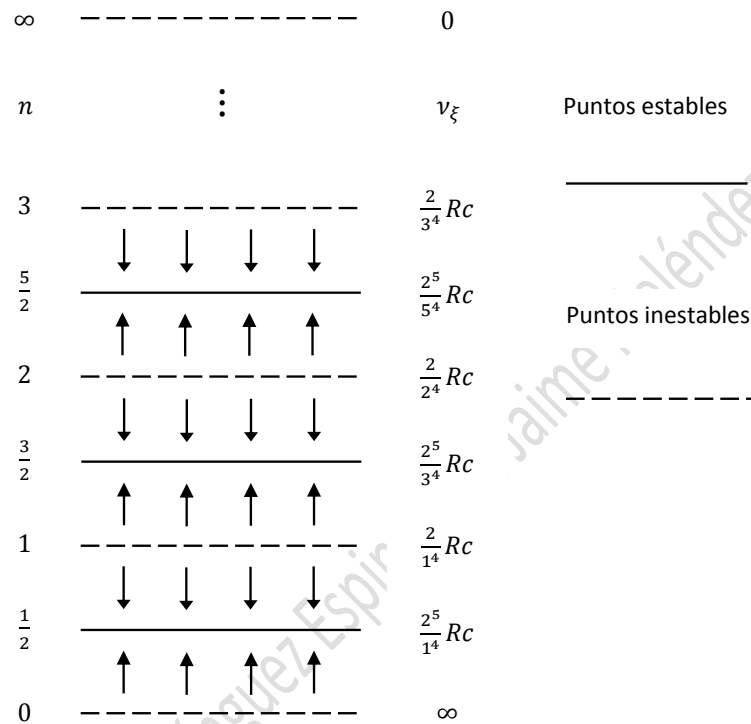 ∞ 0
n ⋮ ν_ξ Puntos estables
3 2/3⁴ Rc
5/2 2⁵/5⁴ Rc
Puntos inestables
2 2/2⁴ Rc
3/2 2⁵/3⁴ Rc
1 2/1⁴ Rc
1/2 2⁵/1⁴ Rc
0 ∞